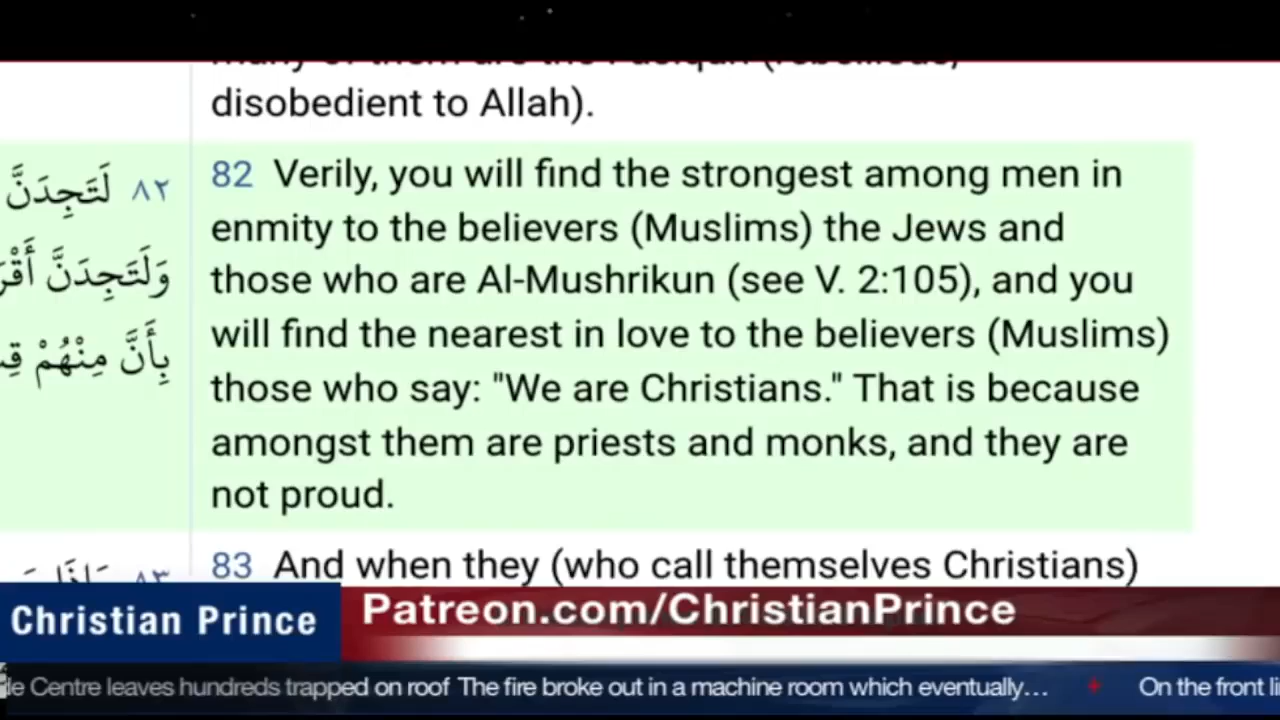 disobedient to Allah).
82 Verily, you will find the strongest among men in
enmity to the believers (Muslims) the Jews and
those who are Al-Mushrikun (see V. 2:105), and you
will find the nearest in love to the believers (Muslims)
those who say: "We are Christians." That is because
amongst them are priests and monks, and they are
not proud.
٨٢ لَتَجِدَنَّ
وَلَتَجِدَنَّ
بِأَنَّ مِنْهُمْ
83 And when they (who call themselves Christians)
Christian Prince
Patreon.com/ChristianPrince
Centre leaves hundreds trapped on roof The fire broke out in a machine room which eventually... + On the front